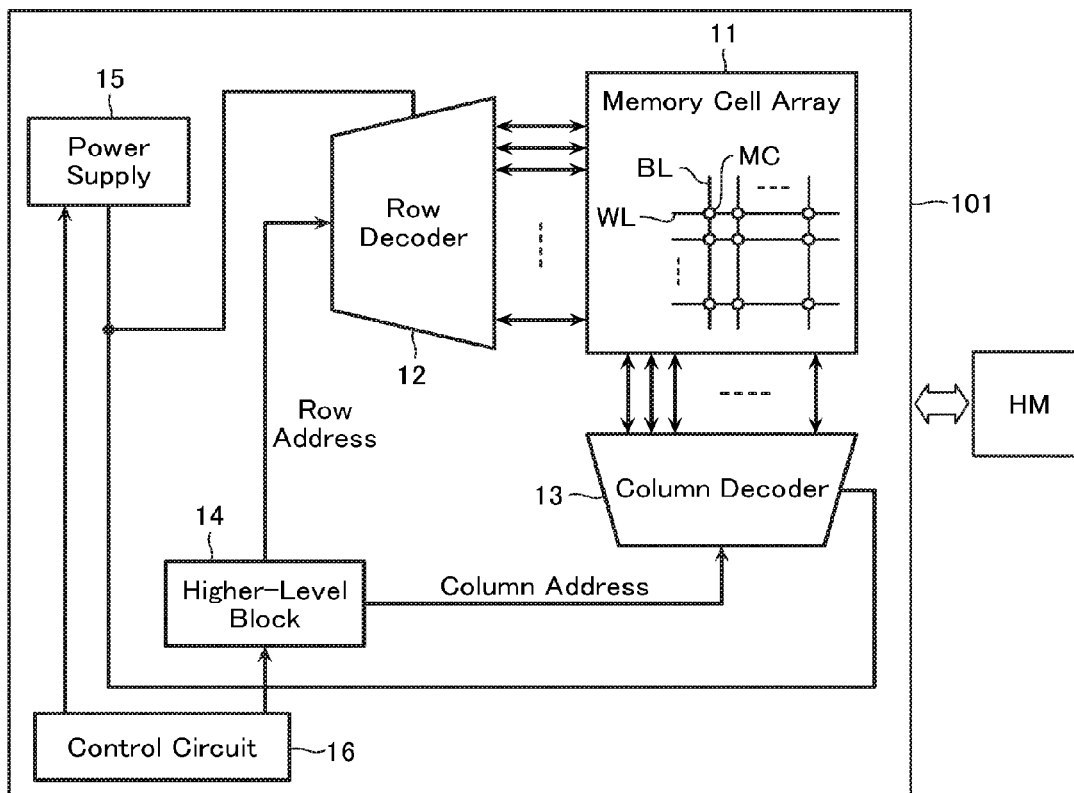 11
15
Memory Cell Array
Power
Supply
BL
MC
WL
101
Row
Decoder
12
HM
Row
Address
13
Column Decoder
14
Higher-Level
Block
Column Address
Control Circuit
16